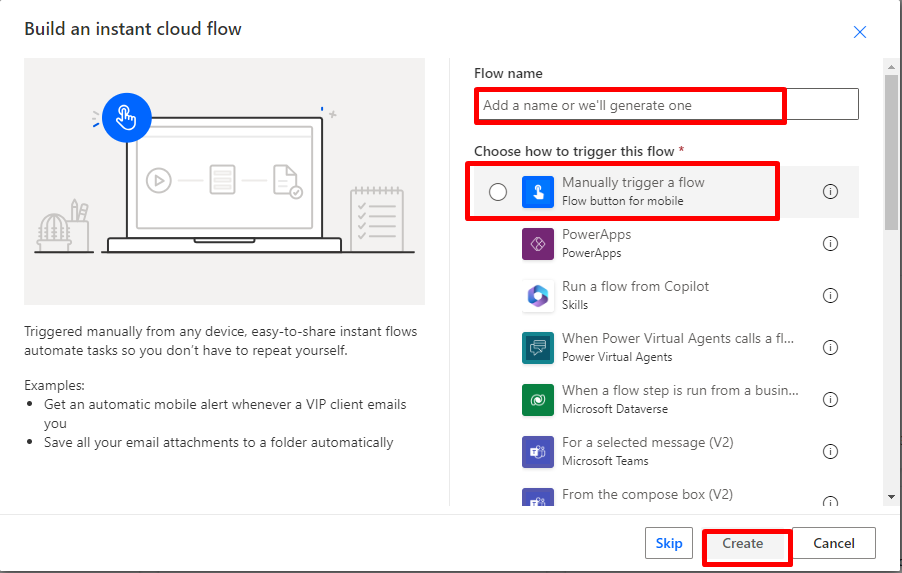 Build an instant cloud flow
Flow name
Add a name or we'll generate one
Choose how to trigger this flow *
Manually trigger a flow
Flow button for mobile
PowerApps
PowerApps
Run a flow from Copilot
Skills
When Power Virtual Agents calls a fl...
Power Virtual Agents
When a flow step is run from a busin...
Microsoft Dataverse
For a selected message (V2)
Microsoft Teams
From the compose box (V2)
Triggered manually from any device, easy-to-share instant flows
automate tasks so you don’t have to repeat yourself.
Examples:
• Get an automatic mobile alert whenever a VIP client emails
you
• Save all your email attachments to a folder automatically
Skip
Create
Cancel